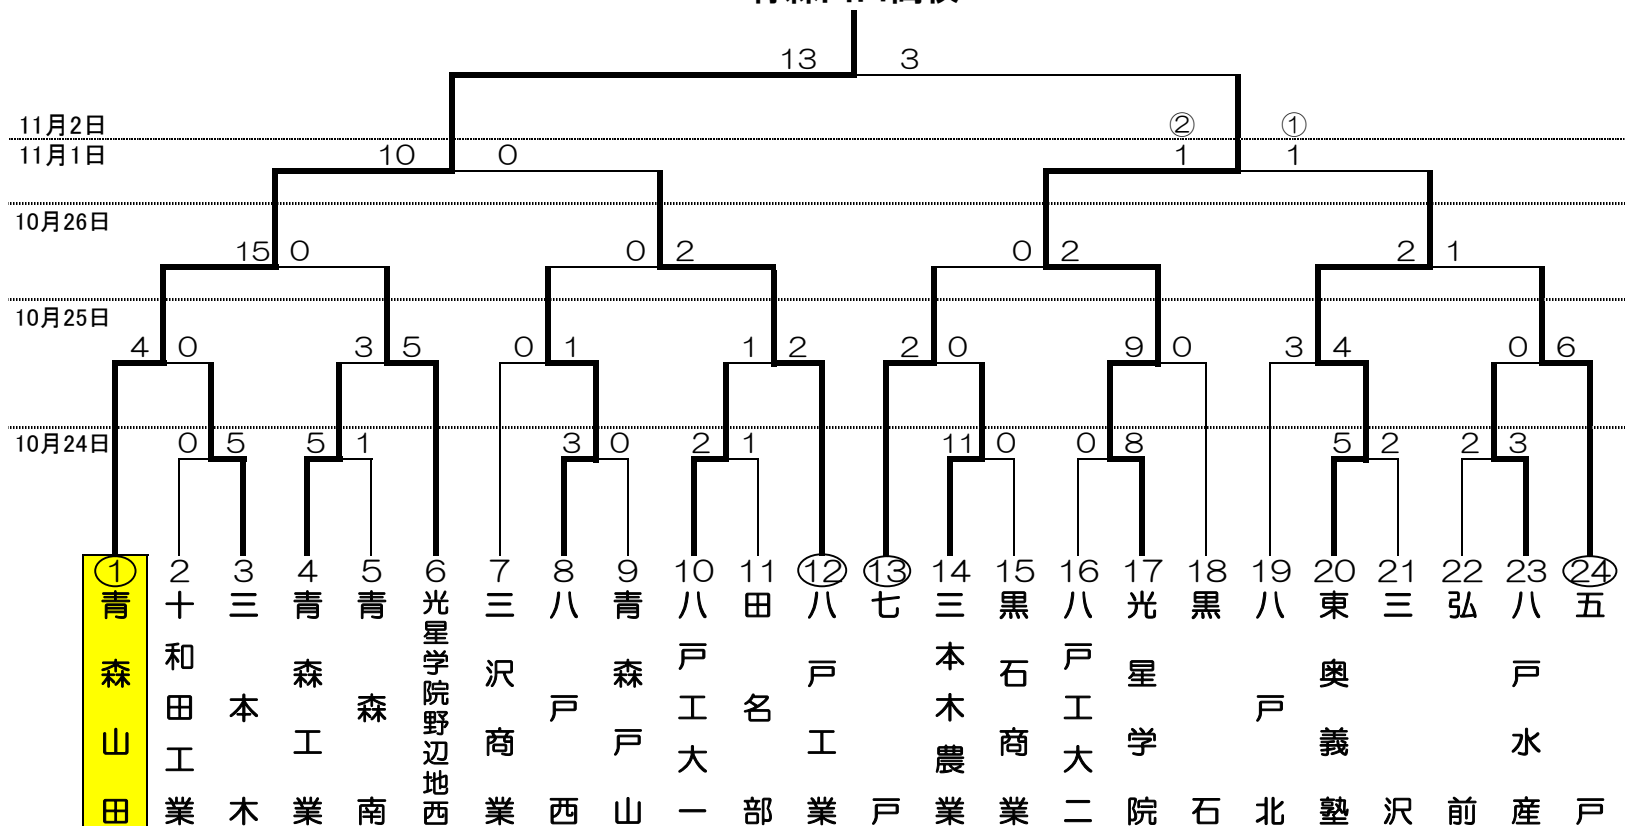 13 3
11月2日 ② ①
11月1日 10 0 1 1
10月26日
15 0 0 2 0 2 2 1
10月25日
4 0 3 5 0 1 1 2 2 0 9 0 3 4 0 6
10月24日 0 5 5 1 3 0 2 1 11 0 0 8 5 2 2 3
1 2 3 4 5 6 7 8 9 10 11 12 13 14 15 16 17 18 19 20 21 22 23 24
青森山田
十和田工業
三本木
青森工業
青森南
光星学院野辺地西
三沢商業
八戸西
青森戸山
八戸工大一
田名部
八戸工業
七戸
三本木農業
黒石商業
八戸工大二
光星学院
黒石
八戸北
東奥義塾
三沢
弘前
八戸水産
五戸